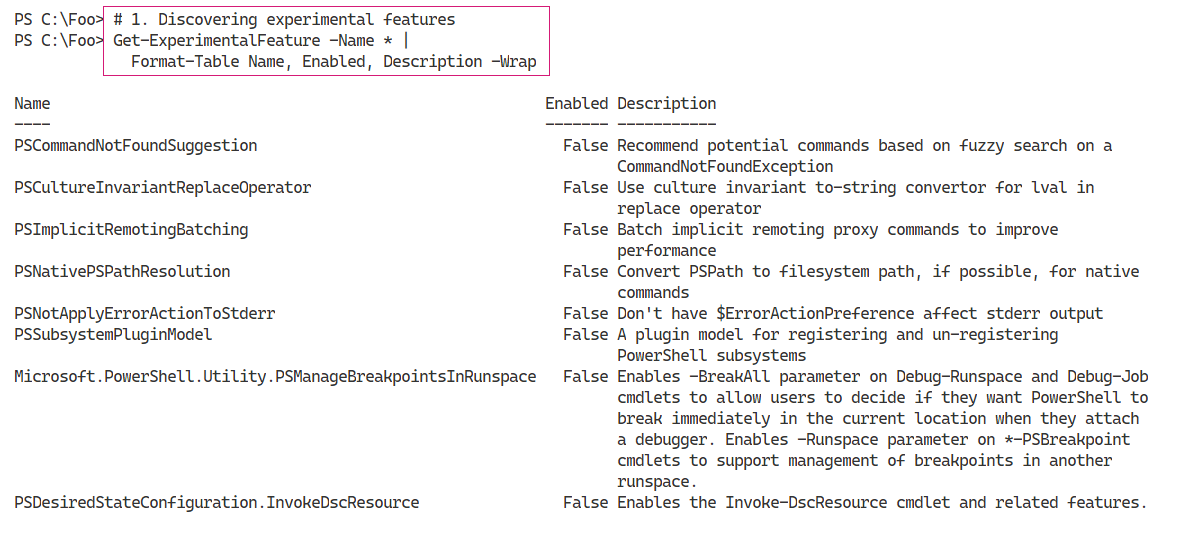 PS C:\Foo> # 1. Discovering experimental features
PS C:\Foo> Get-ExperimentalFeature -Name * |
Format-Table Name, Enabled, Description -Wrap
Name Enabled Description
---- ------- -----------
PSCommandNotFoundSuggestion False Recommend potential commands based on fuzzy search on a
CommandNotFoundException
PSCultureInvariantReplaceOperator False Use culture invariant to-string convertor for lval in
replace operator
PSImplicitRemotingBatching False Batch implicit remoting proxy commands to improve
performance
PSNativePSPathResolution False Convert PSPath to filesystem path, if possible, for native
commands
PSNotApplyErrorActionToStderr False Don't have $ErrorActionPreference affect stderr output
PSSubsystemPluginModel False A plugin model for registering and un-registering
PowerShell subsystems
Microsoft.PowerShell.Utility.PSManageBreakpointsInRunspace False Enables -BreakAll parameter on Debug-Runspace and Debug-Job
cmdlets to allow users to decide if they want PowerShell to
break immediately in the current location when they attach
a debugger. Enables -Runspace parameter on *-PSBreakpoint
cmdlets to support management of breakpoints in another
runspace.
PSDesiredStateConfiguration.InvokeDscResource False Enables the Invoke-DscResource cmdlet and related features.